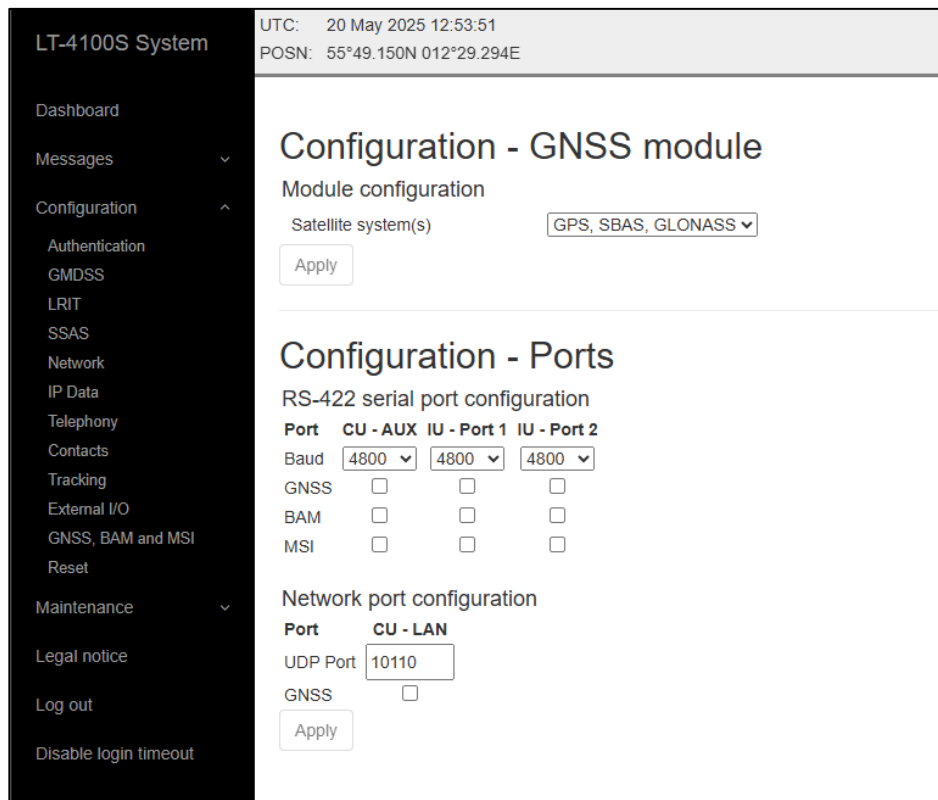 LT-4100S System
Dashboard
Messages
Configuration
Authentication
GMDSS
LRIT
SSAS
Network
IP Data
Telephony
Contacts
Tracking
External I/O
GNSS, BAM and MSI
Reset
Maintenance
Legal notice
Log out
Disable login timeout
UTC: 20 May 2025 12:53:51
POSN: 55°49.150N 012°29.294E
Configuration - GNSS module
Module configuration
Satellite system(s) GPS, SBAS, GLONASS
Apply
Configuration - Ports
RS-422 serial port configuration
Port CU - AUX IU - Port 1 IU - Port 2
Baud 4800 4800 4800
GNSS
BAM
MSI
Network port configuration
Port CU - LAN
UDP Port 10110
GNSS
Apply